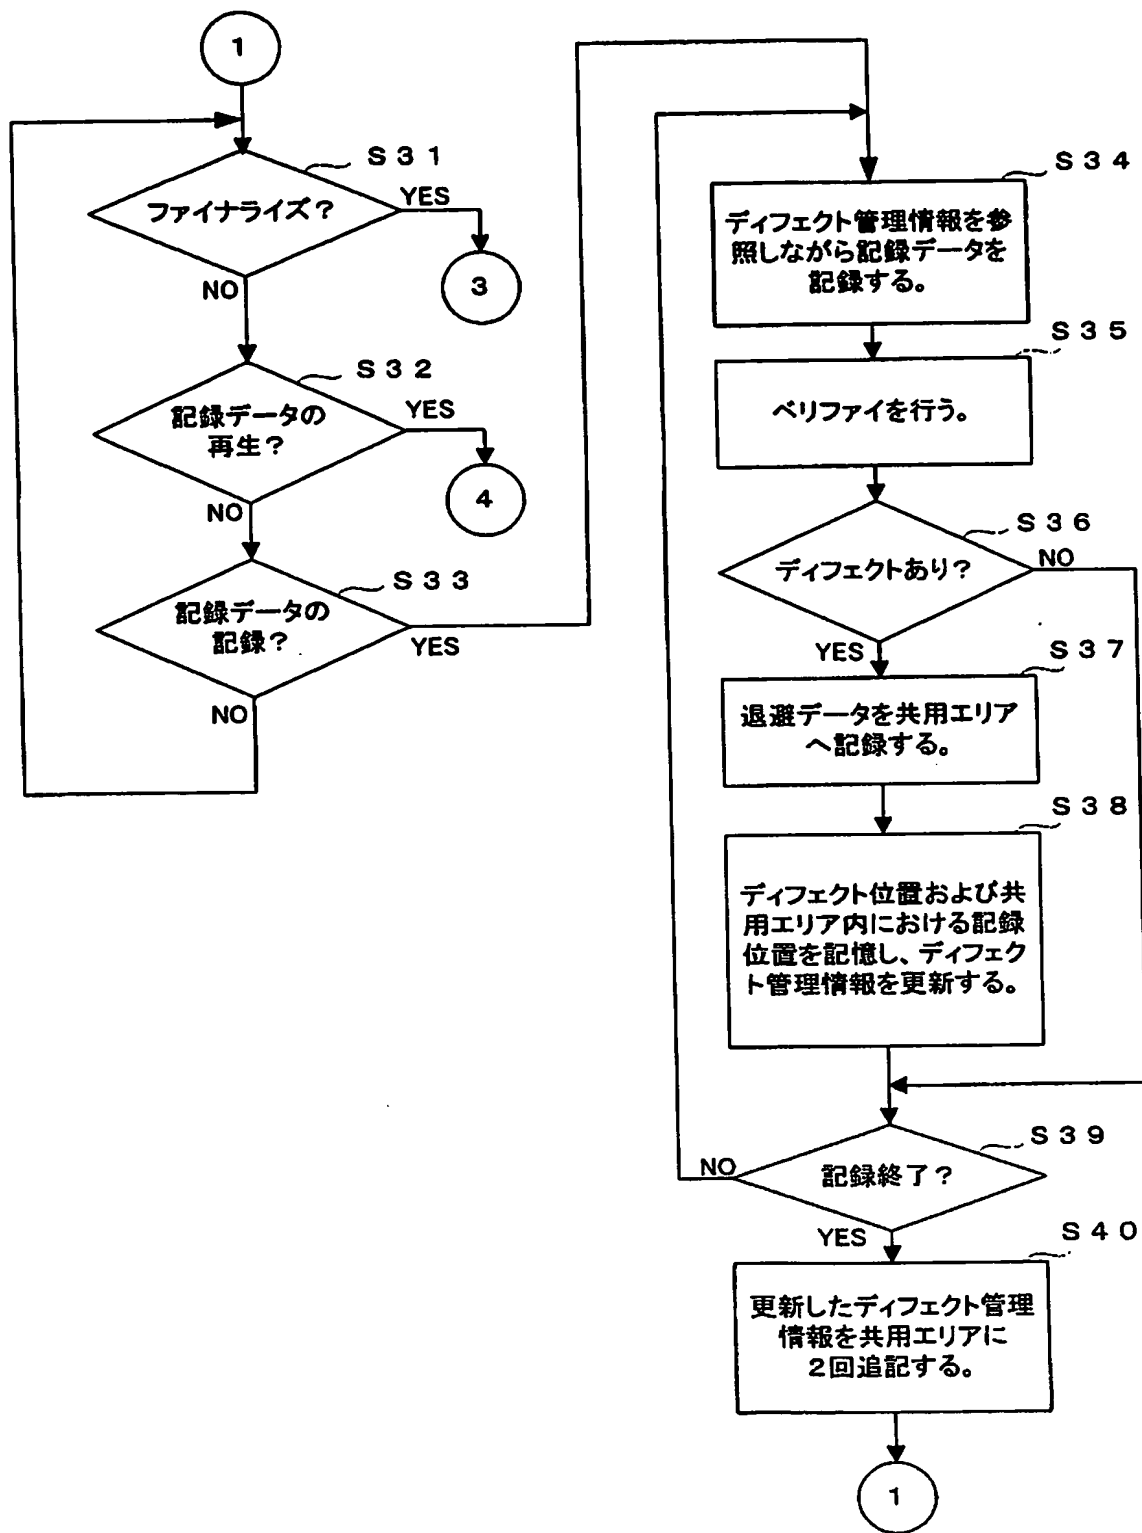 1
S31
ファイナライズ?
YES
NO
3
S32
記録データの
再生?
YES
NO
4
S33
記録データの
記録?
YES
NO
S34
ディフェクト管理情報を参
照しながら記録データを
記録する。
S35
ベリファイを行う。
S36
ディフェクトあり?
NO
YES
S37
退避データを共用エリア
へ記録する。
S38
ディフェクト位置および共
用エリア内における記録
位置を記憶し、ディフェク
ト管理情報を更新する。
S39
記録終了?
NO
YES
S40
更新したディフェクト管理
情報を共用エリアに
2回追記する。
1